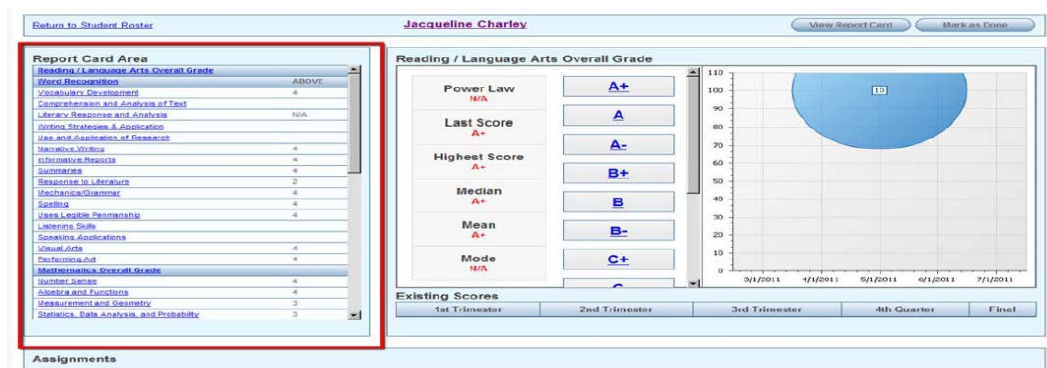 Return to Student Roster
Jacqueline Charley
View Report Card
Mark as Done
Report Card Area
Reading / Language Arts Overall Grade
Word Recognition ABOVE
Vocabulary Development 4
Comprehension and Analysis of Text
Literary Response and Analysis N/A
Writing Strategies & Application
Use and Application of Research
Narrative Writing 4
Informative Reports 4
Summaries 4
Response to Literature 2
Mechanics/Grammar 4
Spelling 4
Uses Legible Penmanship 4
Listening Skills
Speaking Applications
Visual Arts 4
Performing Art 4
Mathematics Overall Grade
Number Sense 4
Algebra and Functions 4
Measurement and Geometry 3
Statistics, Data Analysis, and Probability 3
Reading / Language Arts Overall Grade
Power Law
N/A
Last Score
A+
Highest Score
A+
Median
A+
Mean
A+
Mode
N/A
A+
A
A-
B+
B
B-
C+
110
100
90
80
70
60
50
40
30
20
10
0
10
3/1/2011 4/1/2011 5/1/2011 6/1/2011 7/1/2011
Existing Scores
1st Trimester 2nd Trimester 3rd Trimester 4th Quarter Final
Assignments